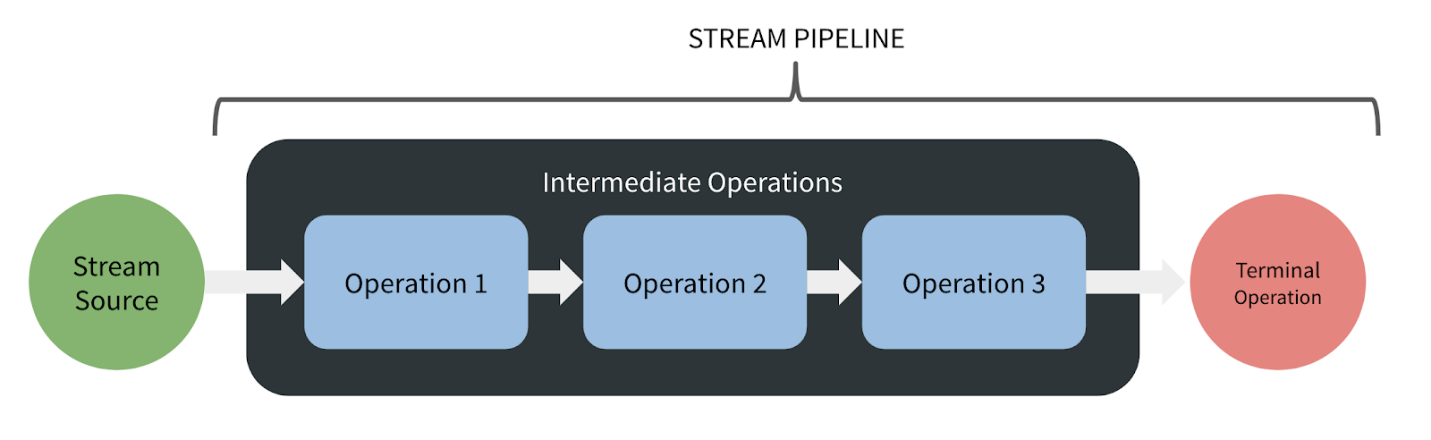 STREAM PIPELINE
Intermediate Operations
Stream
Source
Operation 1
Operation 2
Operation 3
Terminal
Operation